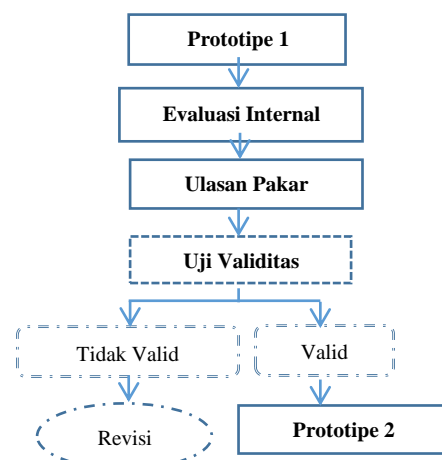 Prototipe 1
Evaluasi Internal
Ulasan Pakar
Uji Validitas
Tidak Valid
Valid
Revisi
Prototipe 2